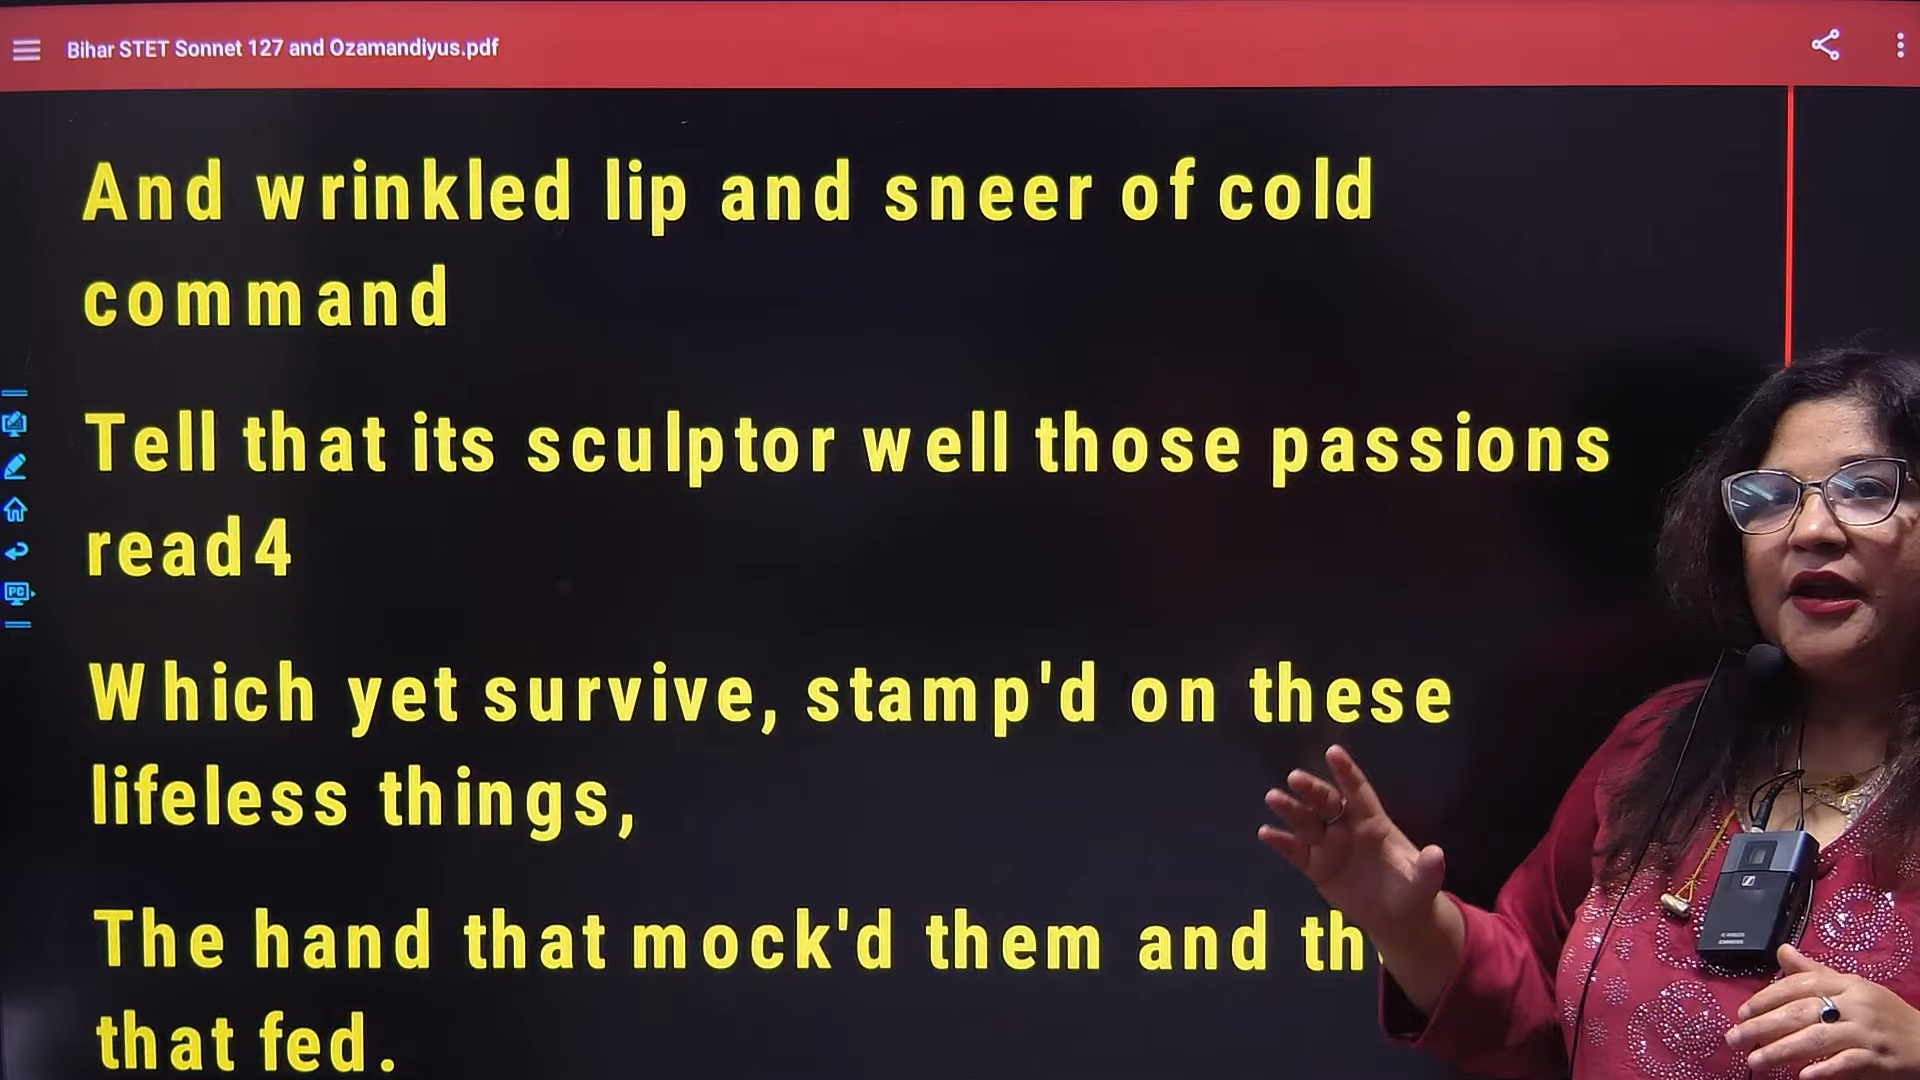 Bihar STET Sonnet 127 and Ozamandiyus.pdf
And wrinkled lip and sneer of cold
command
Tell that its sculptor well those passions
read4
Which yet survive, stamp'd on these
lifeless things,
The hand that mock'd them and
that fed.
PC